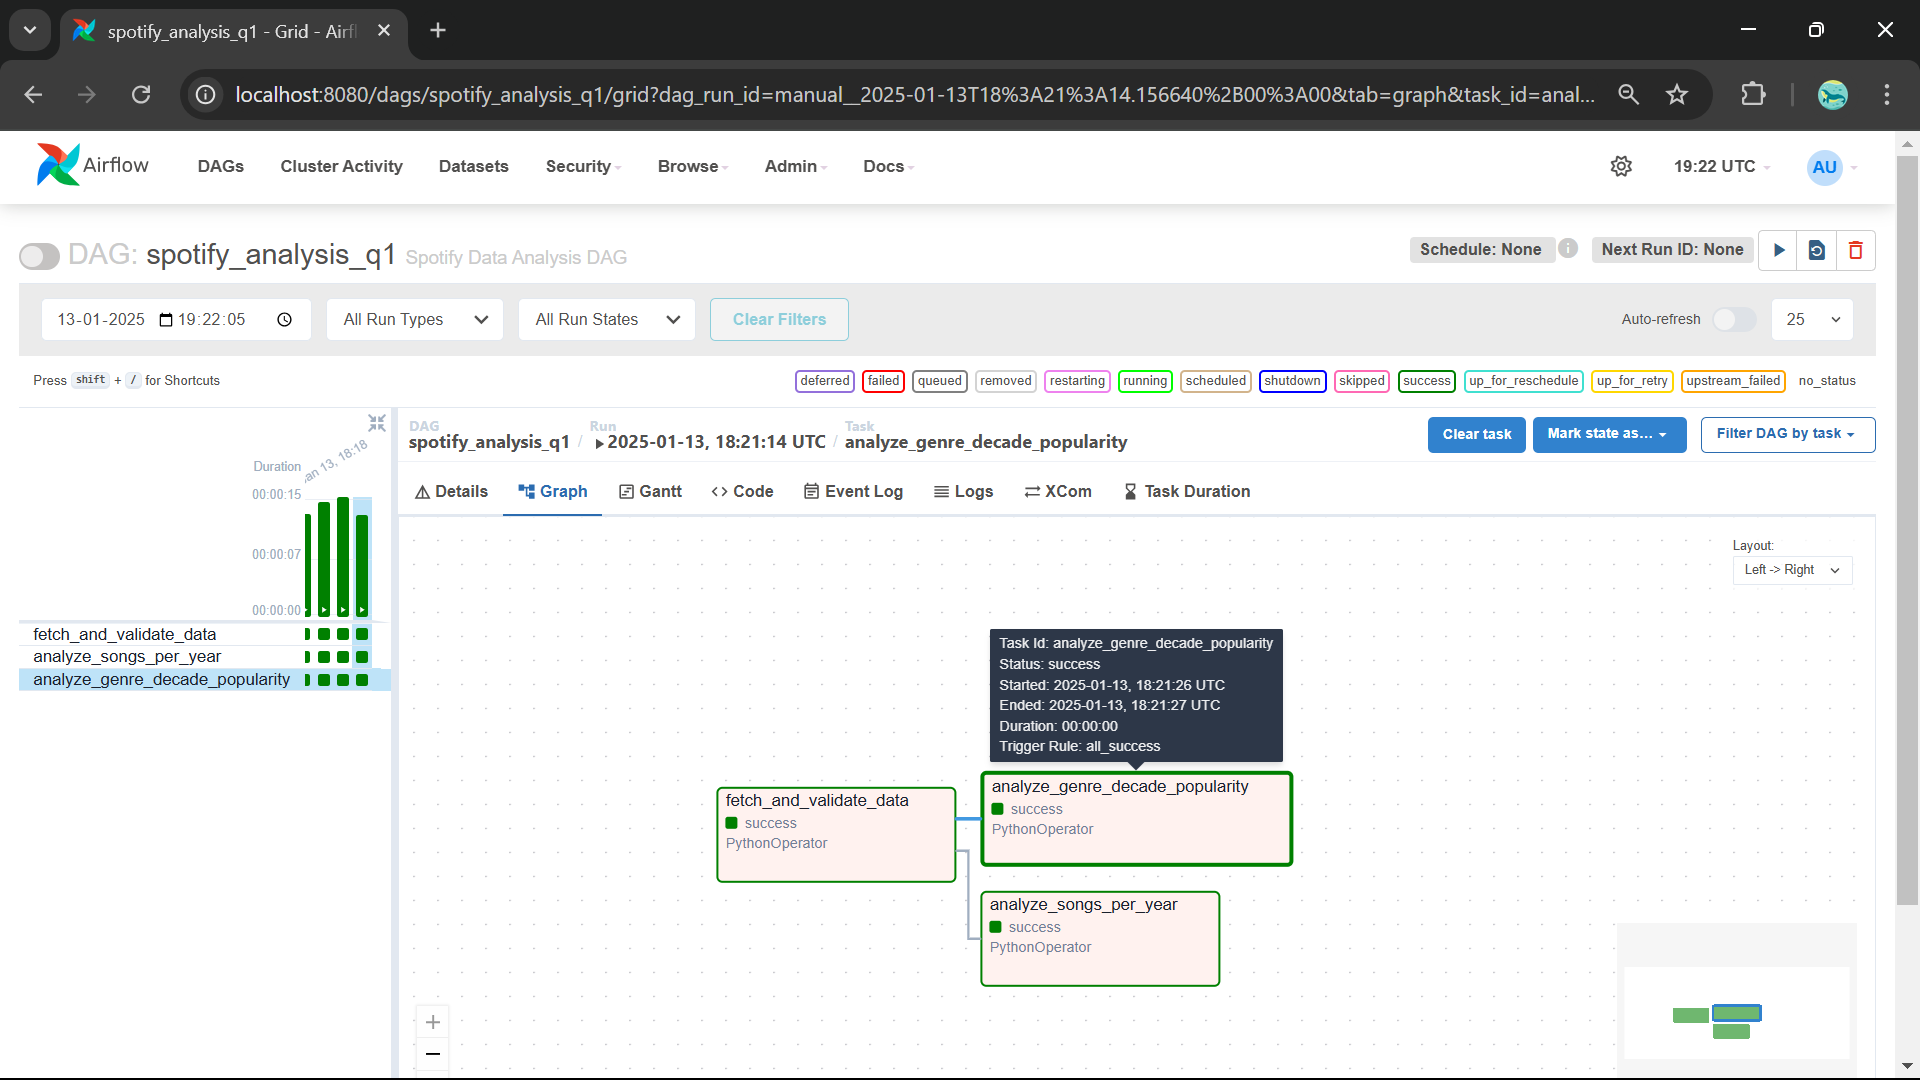 spotify_analysis_q1 - Grid - Airf
localhost:8080/dags/spotify_analysis_q1/grid?dag_run_id=manual__2025-01-13T18%3A21%3A14.156640%2B00%3A00&tab=graph&task_id=anal...
Airflow DAGs Cluster Activity Datasets Security Browse Admin Docs 19:22 UTC AU
DAG: spotify_analysis_q1 Spotify Data Analysis DAG Schedule: None i Next Run ID: None
13-01-2025 19:22:05 All Run Types All Run States Clear Filters Auto-refresh 25
Press shift + / for Shortcuts deferred failed queued removed restarting running scheduled shutdown skipped success up_for_reschedule up_for_retry upstream_failed no_status
DAG Run Task
spotify_analysis_q1 / 2025-01-13, 18:21:14 UTC / analyze_genre_decade_popularity
Clear task Mark state as... Filter DAG by task
Details Graph Gantt Code Event Log Logs XCom Task Duration
Duration
an 13, 18:18
00:00:15
00:00:07
00:00:00
fetch_and_validate_data
analyze_songs_per_year
analyze_genre_decade_popularity
Layout:
Left -> Right
Task Id: analyze_genre_decade_popularity
Status: success
Started: 2025-01-13, 18:21:26 UTC
Ended: 2025-01-13, 18:21:27 UTC
Duration: 00:00:00
Trigger Rule: all_success
fetch_and_validate_data
success
PythonOperator
analyze_genre_decade_popularity
success
PythonOperator
analyze_songs_per_year
success
PythonOperator